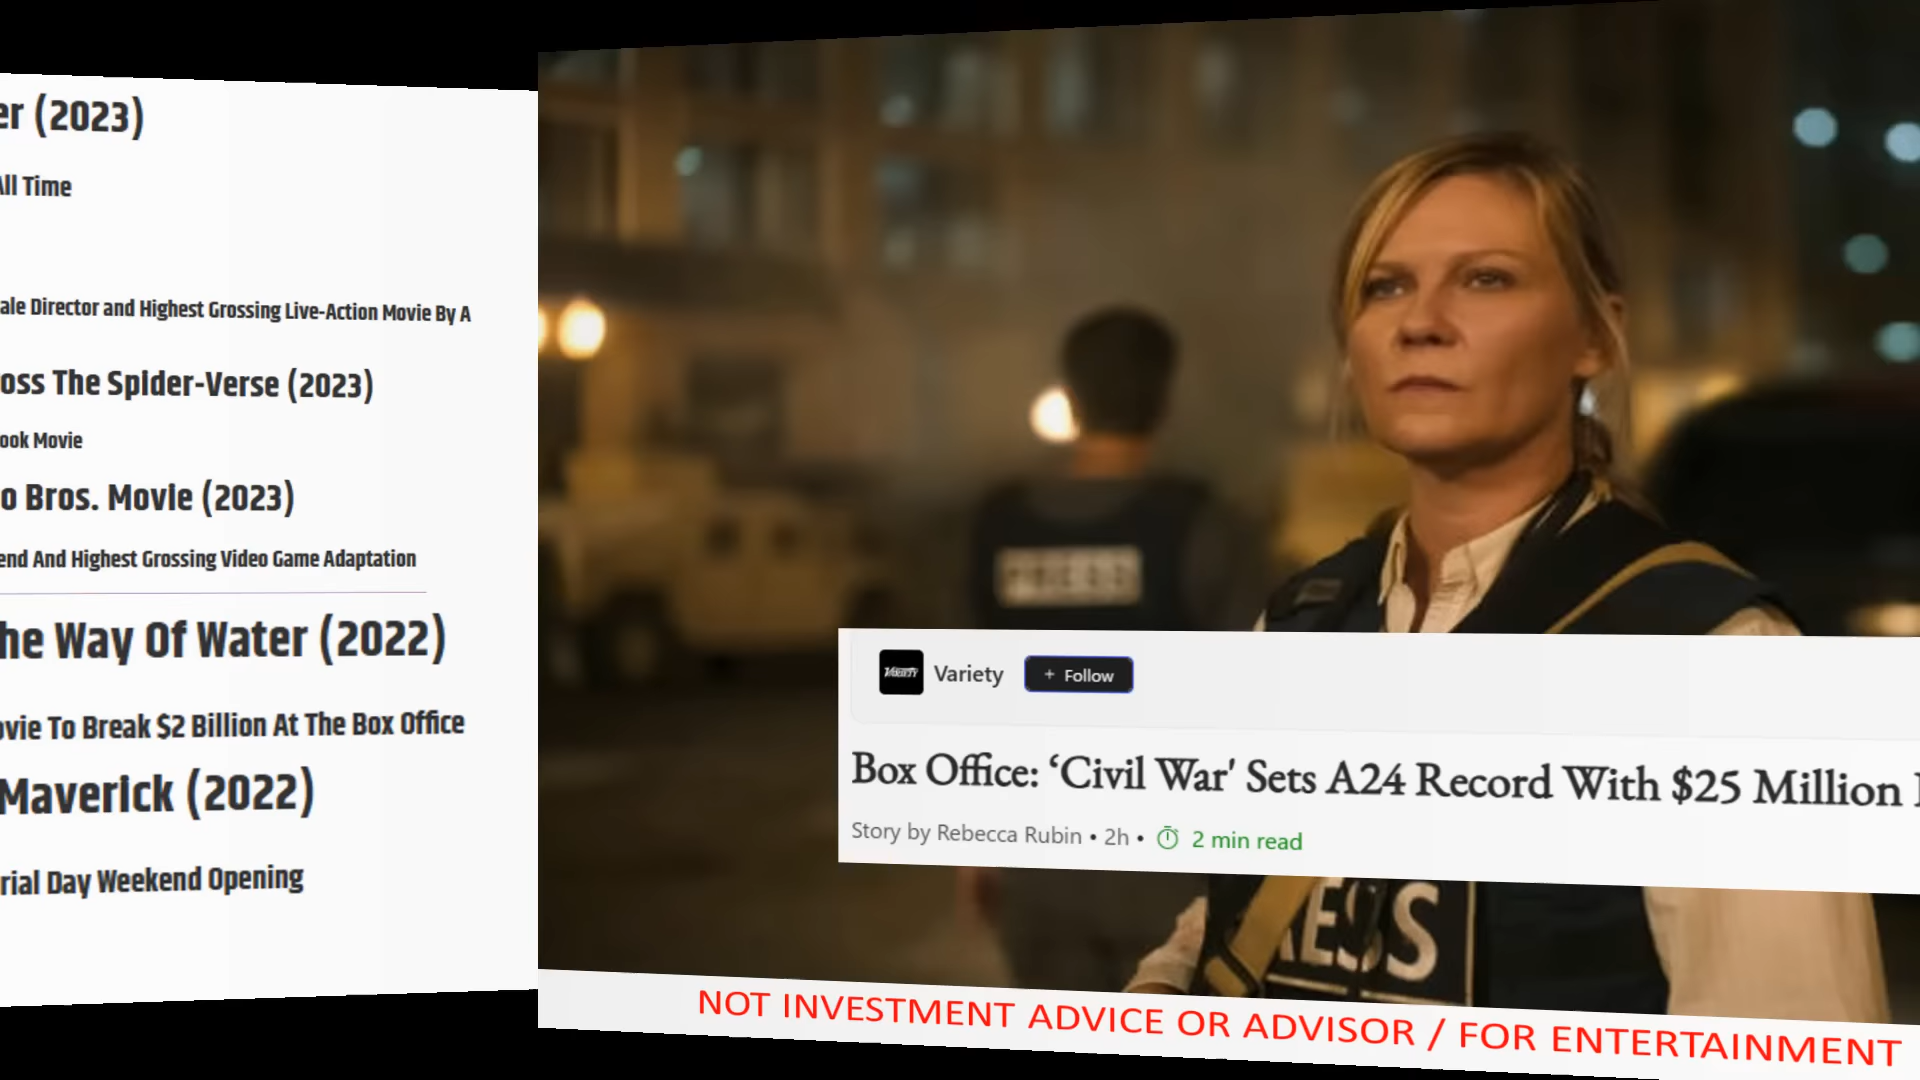 er (2023)
All Time
ale Director and Highest Grossing Live-Action Movie By A
oss The Spider-Verse (2023)
ook Movie
o Bros. Movie (2023)
end And Highest Grossing Video Game Adaptation
he Way Of Water (2022)
ovie To Break $2 Billion At The Box Office
Maverick (2022)
rial Day Weekend Opening
PRESS
VARIETY
Variety
+ Follow
Box Office: ‘Civil War' Sets A24 Record With $25 Million
Story by Rebecca Rubin • 2h •
2 min read
ESS
NOT INVESTMENT ADVICE OR ADVISOR / FOR ENTERTAINMENT